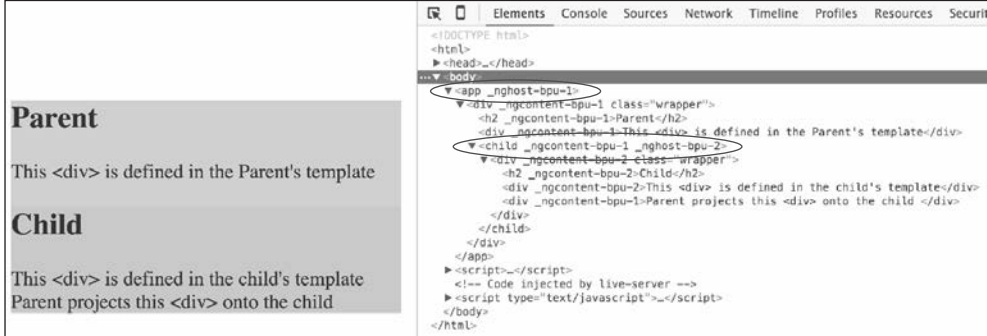 Parent
This <div> is defined in the Parent's template
Child
This <div> is defined in the child's template
Parent projects this <div> onto the child
Elements Console Sources Network Timeline Profiles Resources Securit
<!DOCTYPE html>
<html>
▶<head>…</head>
···▼<body>
▼<app _nghost-bpu-1>
▼<div _ngcontent-bpu-1 class="wrapper">
<h2 _ngcontent-bpu-1>Parent</h2>
<div _ngcontent-bpu-1>This <div> is defined in the Parent's template</div>
▼<child _ngcontent-bpu-1 _nghost-bpu-2>
▼<div _ngcontent-bpu-2 class="wrapper">
<h2 _ngcontent-bpu-2>Child</h2>
<div _ngcontent-bpu-2>This <div> is defined in the child's template</div>
<div _ngcontent-bpu-1>Parent projects this <div> onto the child </div>
</div>
</child>
</div>
</app>
▶<script>…</script>
<!-- Code injected by live-server -->
▶<script type="text/javascript">…</script>
</body>
</html>